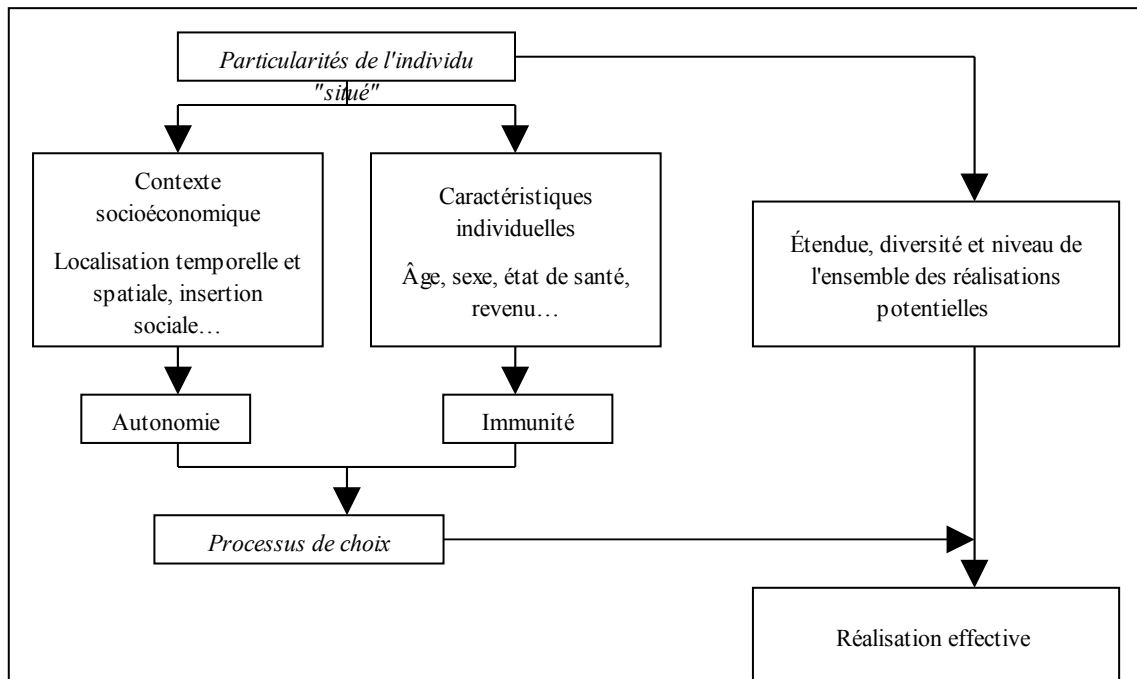 Particularités de l'individu
"situé"
Contexte
socioéconomique
Localisation temporelle et
spatiale, insertion
sociale…
Caractéristiques
individuelles
Âge, sexe, état de santé,
revenu…
Étendue, diversité et niveau de
l'ensemble des réalisations
potentielles
Autonomie
Immunité
Processus de choix
Réalisation effective